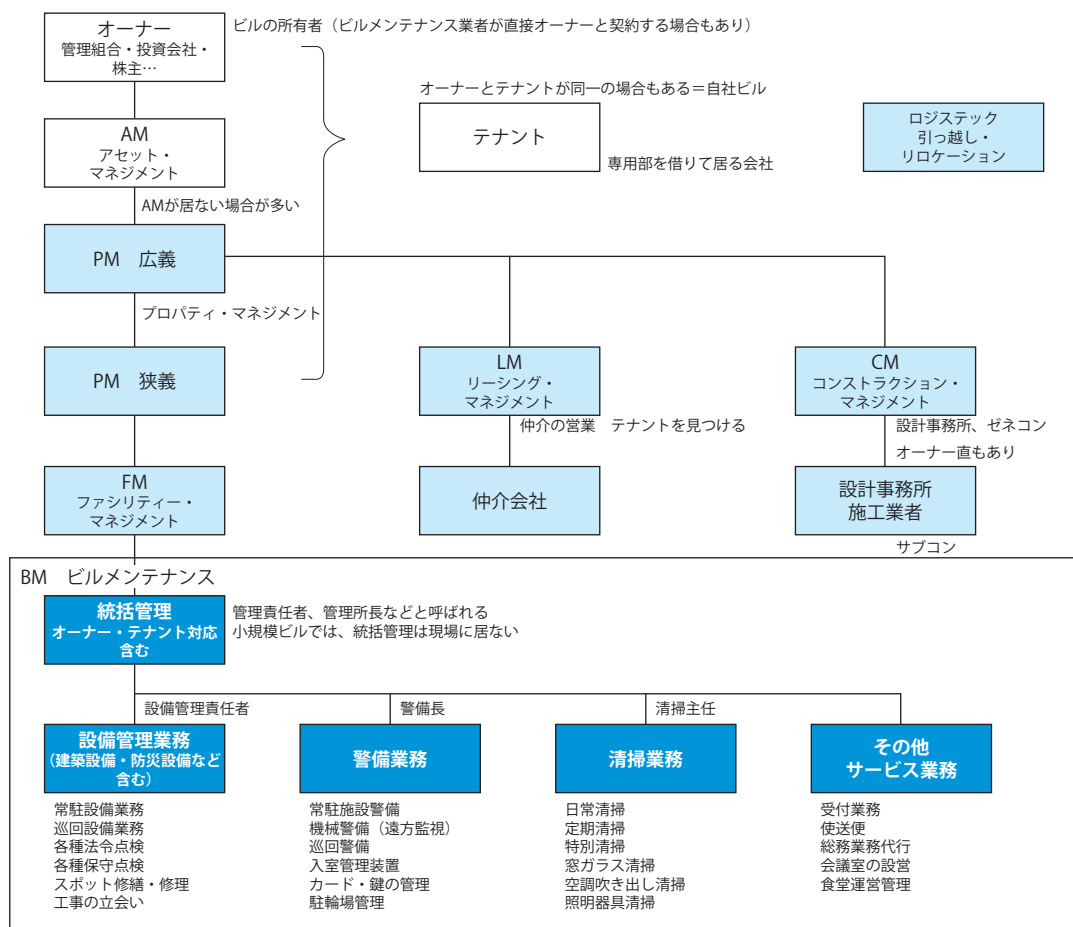 オーナー
管理組合・投資会社・
株主…
ビルの所有者（ビルメンテナンス業者が直接オーナーと契約する場合もあり）
オーナーとテナントが同一の場合もある＝自社ビル
テナント
専用部を借りて居る会社
ロジステック
引っ越し・
リロケーション
AM
アセット・
マネジメント
AMが居ない場合が多い
PM　広義
プロパティ・マネジメント
PM　狭義
LM
リーシング・
マネジメント
仲介の営業　テナントを見つける
CM
コンストラクション・
マネジメント
設計事務所、ゼネコン
オーナー直もあり
FM
ファシリティー・
マネジメント
仲介会社
設計事務所
施工業者
サブコン
BM　ビルメンテナンス
統括管理
オーナー・テナント対応
含む
管理責任者、管理所長などと呼ばれる
小規模ビルでは、統括管理は現場に居ない
設備管理責任者
警備長
清掃主任
設備管理業務
（建築設備・防災設備など
含む）
常駐設備業務
巡回設備業務
各種法令点検
各種保守点検
スポット修繕・修理
工事の立会い
警備業務
常駐施設警備
機械警備（遠方監視）
巡回警備
入室管理装置
カード・鍵の管理
駐輪場管理
清掃業務
日常清掃
定期清掃
特別清掃
窓ガラス清掃
空調吹き出し清掃
照明器具清掃
その他
サービス業務
受付業務
使送便
総務業務代行
会議室の設営
食堂運営管理